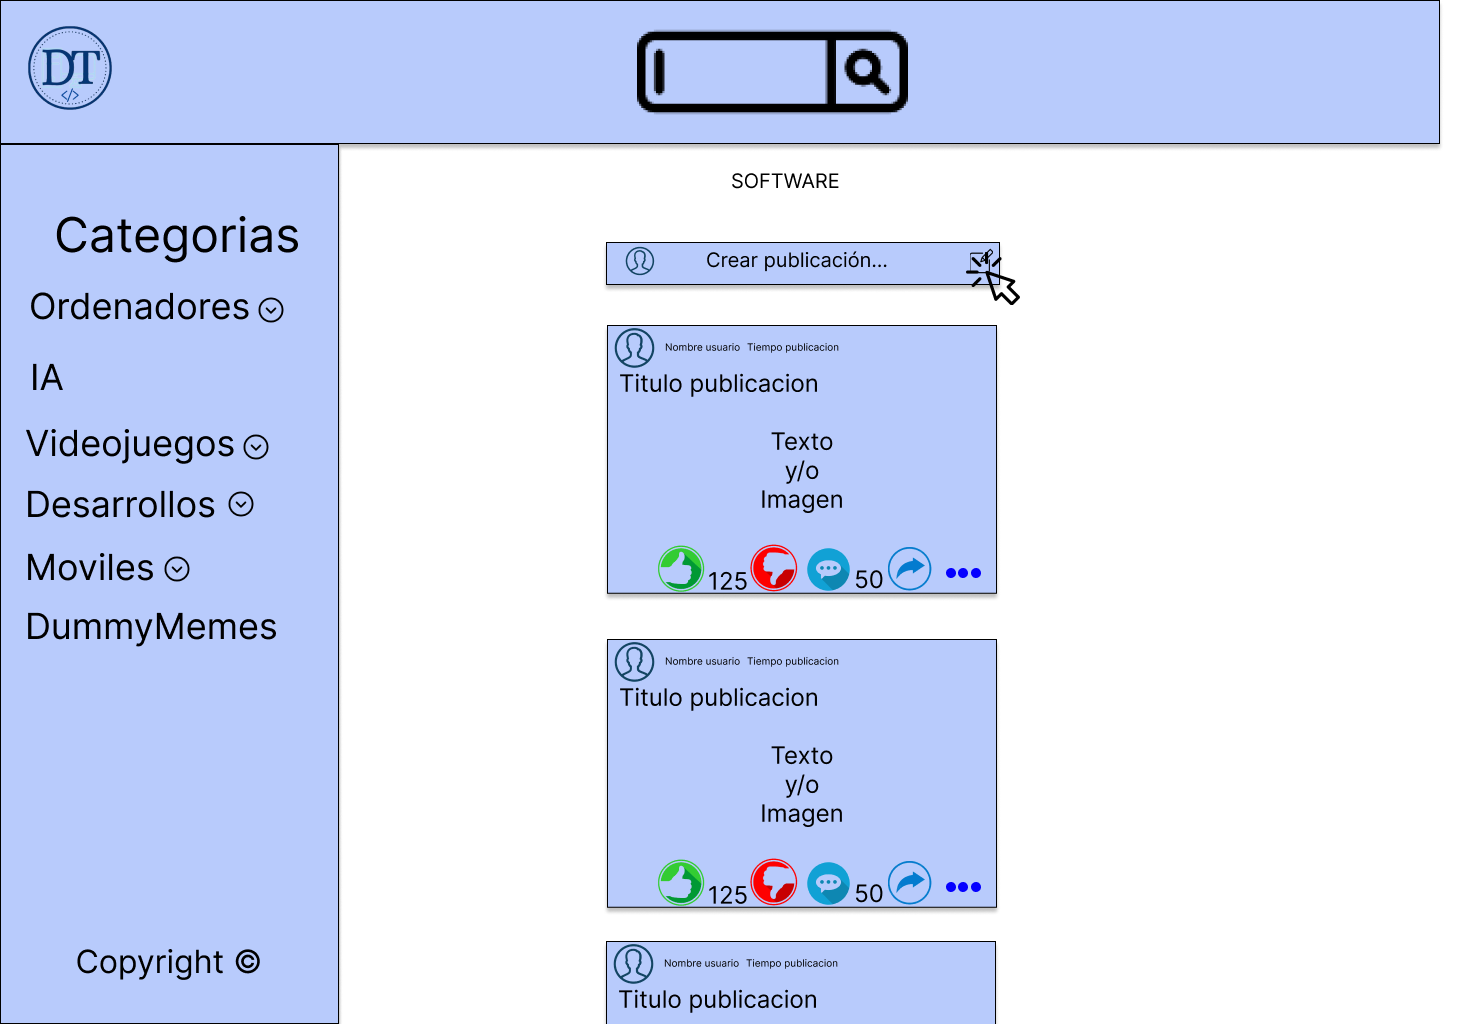 DT
</>
SOFTWARE
Categorias
Ordenadores
IA
Videojuegos
Desarrollos
Moviles
DummyMemes
Copyright ©
Crear publicación...
Nombre usuario Tiempo publicacion
Titulo publicacion
Texto
y/o
Imagen
125 50
Nombre usuario Tiempo publicacion
Titulo publicacion
Texto
y/o
Imagen
125 50
Nombre usuario Tiempo publicacion
Titulo publicacion